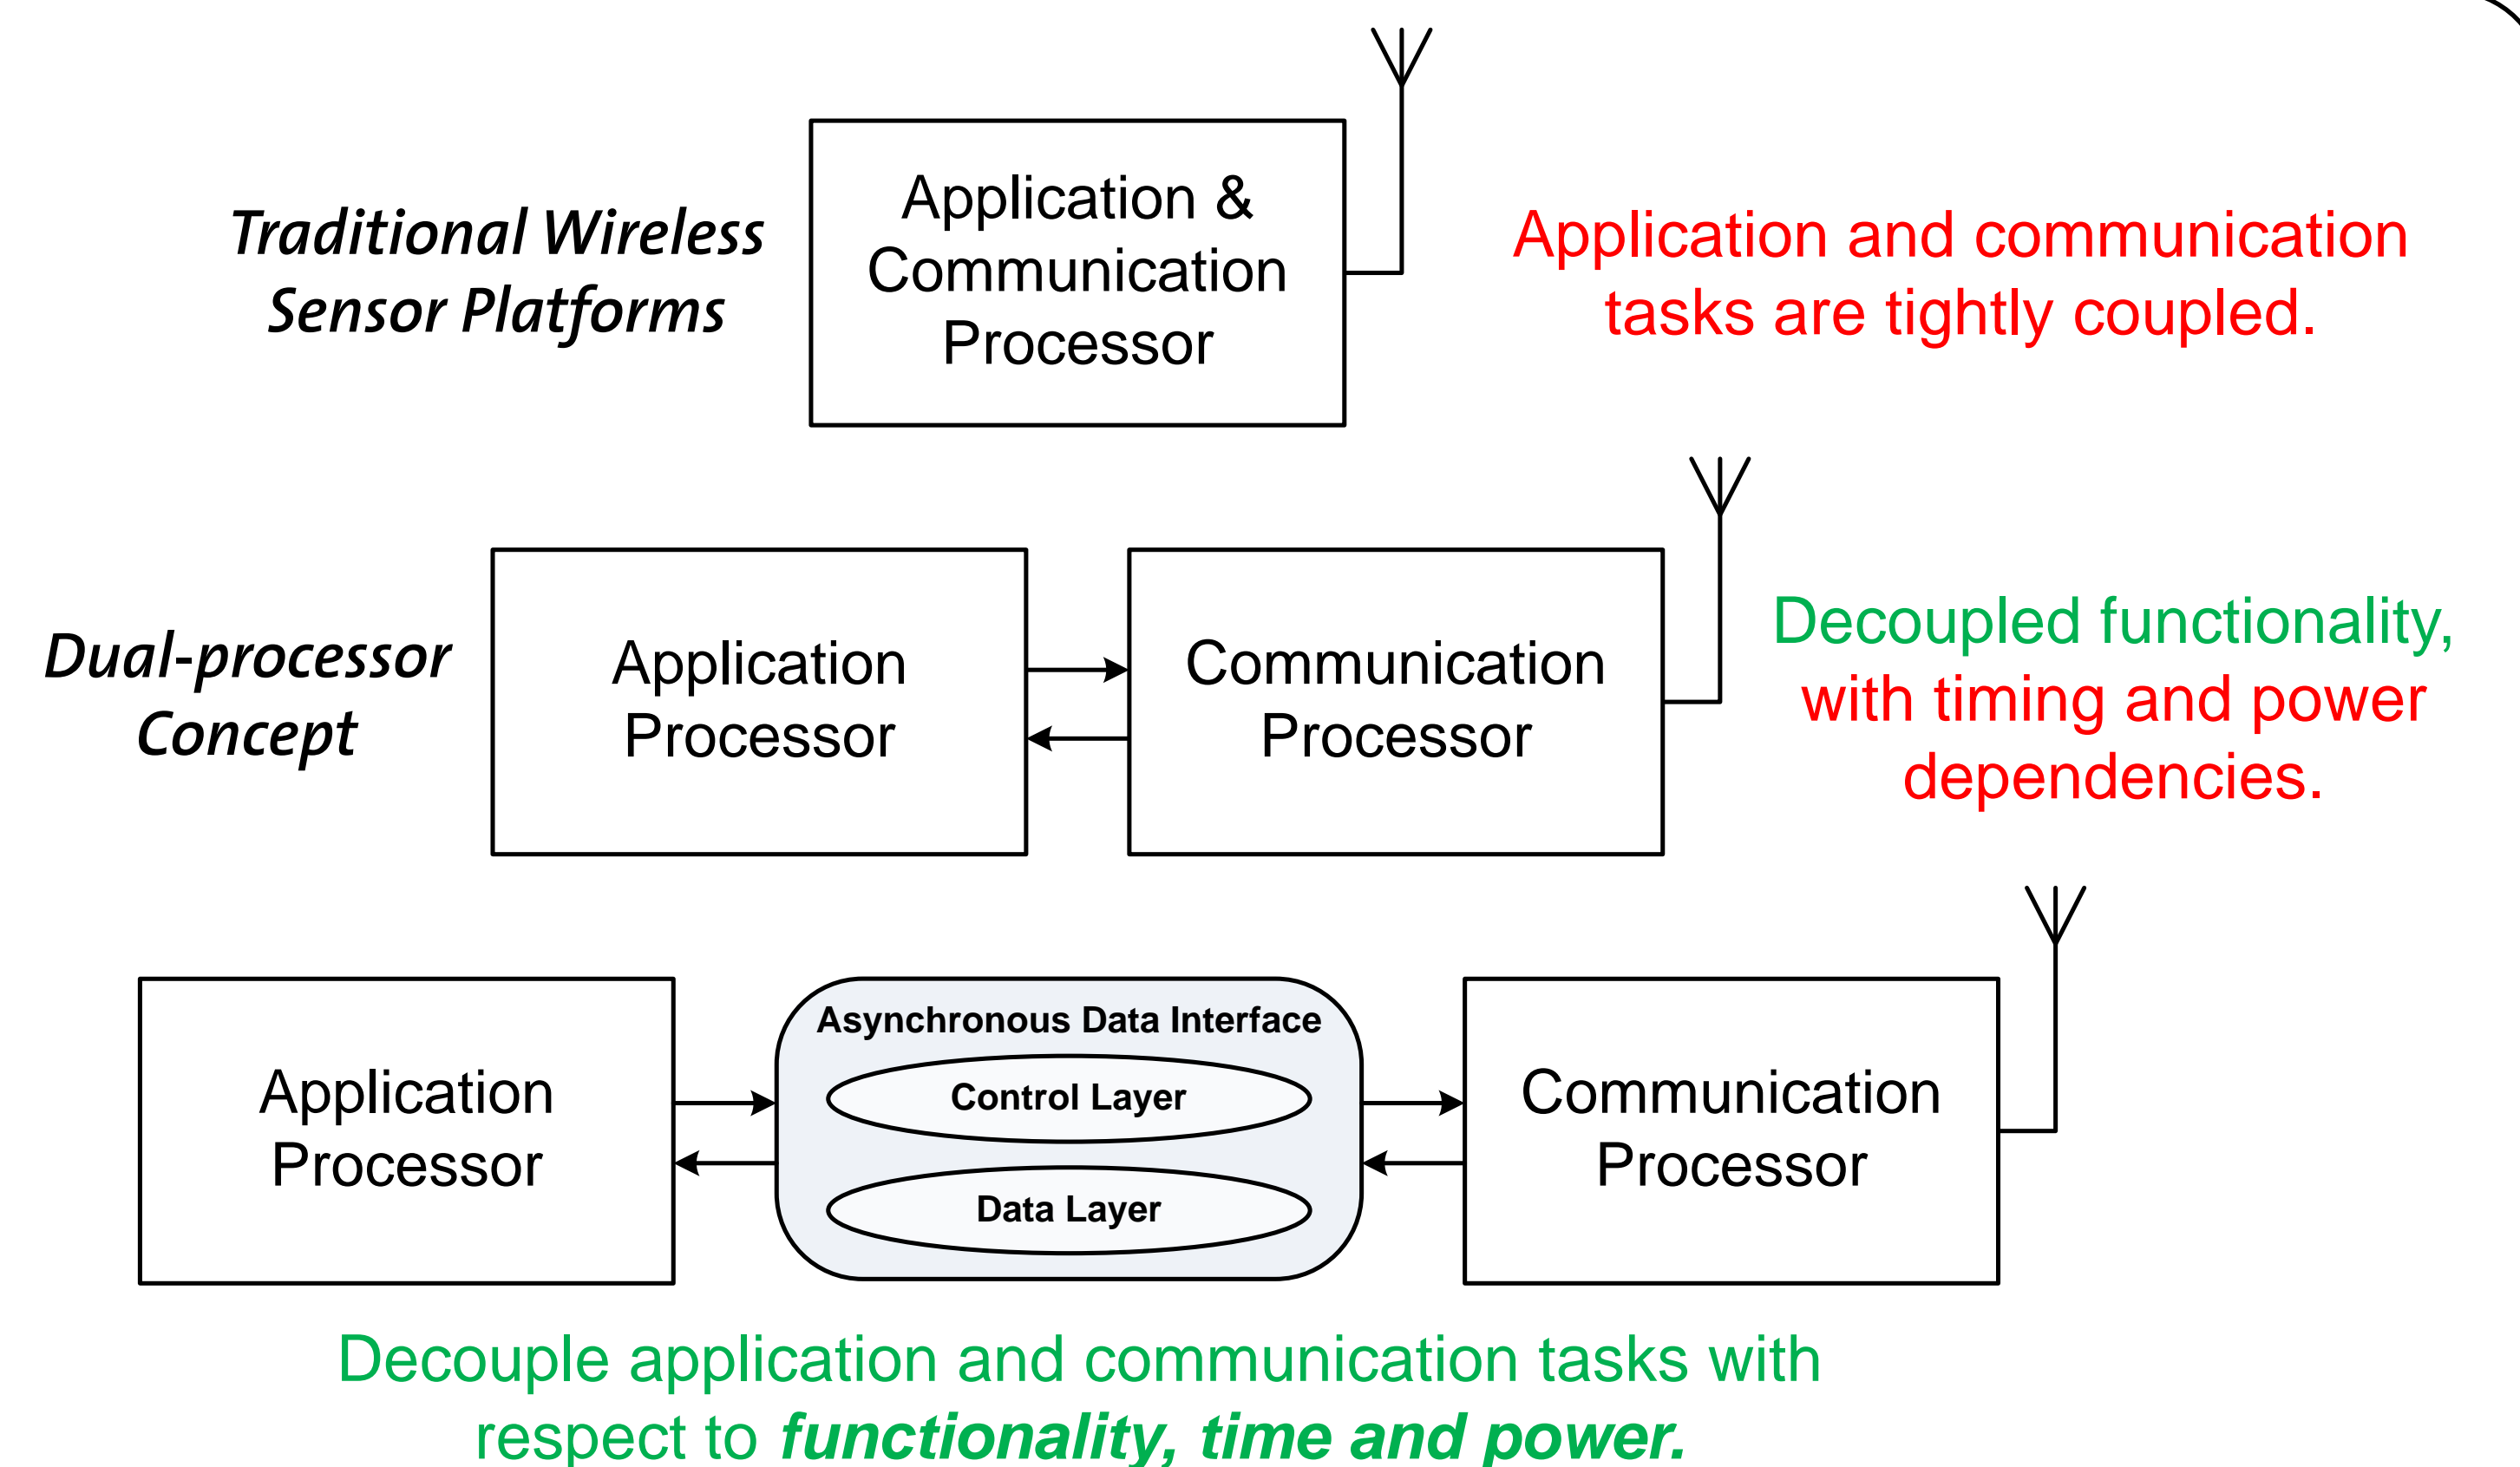 Traditional Wireless
Sensor Platforms
Application &
Communication
Processor
Application and communication
tasks are tightly coupled.
Dual-processor
Concept
Application
Processor
Communication
Processor
Decoupled functionality,
with timing and power
dependencies.
Application
Processor
Asynchronous Data Interface
Control Layer
Data Layer
Communication
Processor
Decouple application and communication tasks with
respect to functionality, time and power.